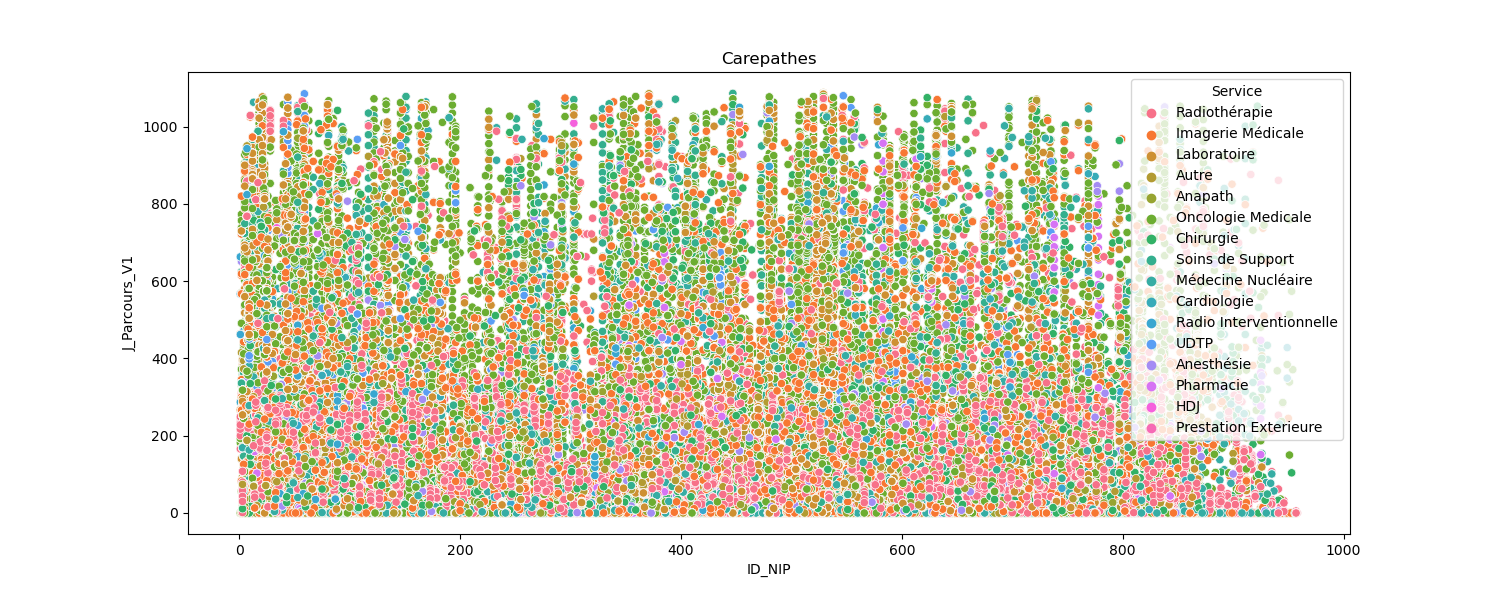 Carepathes
J_Parcours_V1
1000
800
600
400
200
0
0 200 400 600 800 1000
ID_NIP
Service
Radiothérapie
Imagerie Médicale
Laboratoire
Autre
Anapath
Oncologie Medicale
Chirurgie
Soins de Support
Médecine Nucléaire
Cardiologie
Radio Interventionnelle
UDTP
Anesthésie
Pharmacie
HDJ
Prestation Exterieure